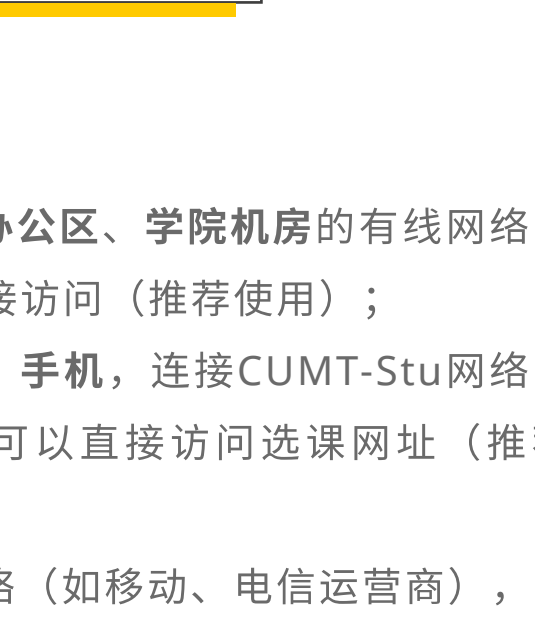 办公区、学院机房的有线网络
接访问（推荐使用）；
手机，连接CUMT-Stu网络
可以直接访问选课网址（推荐
络（如移动、电信运营商），